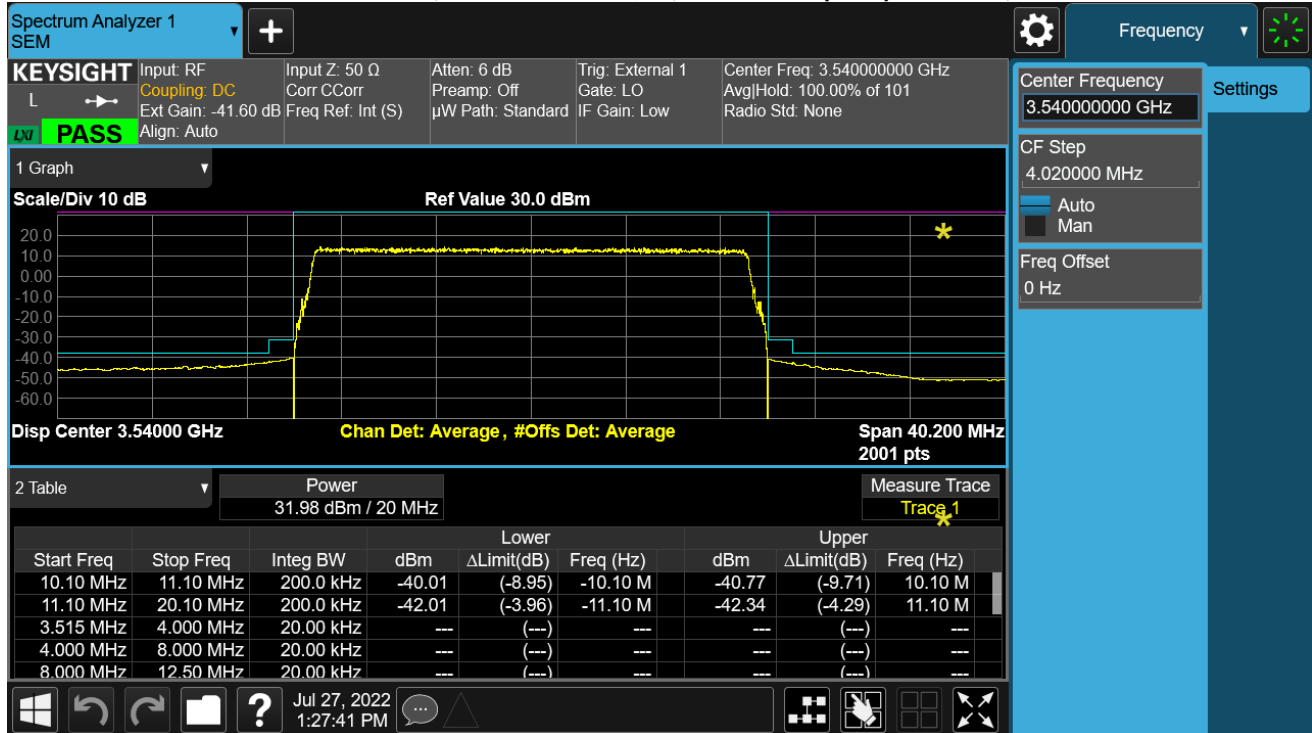 Spectrum Analyzer 1
SEM
+
Frequency
KEYSIGHT
L
LXI
PASS
Input: RF
Coupling: DC
Ext Gain: -41.60 dB
Align: Auto
Input Z: 50 Ω
Corr CCorr
Freq Ref: Int (S)
Atten: 6 dB
Preamp: Off
µW Path: Standard
Trig: External 1
Gate: LO
IF Gain: Low
Center Freq: 3.540000000 GHz
Avg|Hold: 100.00% of 101
Radio Std: None
Center Frequency
3.540000000 GHz
Settings
CF Step
4.020000 MHz
Auto
Man
Freq Offset
0 Hz
1 Graph
Scale/Div 10 dB
Ref Value 30.0 dBm
20.0
10.0
0.00
-10.0
-20.0
-30.0
-40.0
-50.0
-60.0
Disp Center 3.54000 GHz
Chan Det: Average, #Offs Det: Average
Span 40.200 MHz
2001 pts
2 Table
Power
31.98 dBm / 20 MHz
Measure Trace
Trace 1
Lower Upper
Start Freq Stop Freq Integ BW dBm ∆Limit(dB) Freq (Hz) dBm ∆Limit(dB) Freq (Hz)
10.10 MHz 11.10 MHz 200.0 kHz -40.01 (-8.95) -10.10 M -40.77 (-9.71) 10.10 M
11.10 MHz 20.10 MHz 200.0 kHz -42.01 (-3.96) -11.10 M -42.34 (-4.29) 11.10 M
3.515 MHz 4.000 MHz 20.00 kHz --- (---) --- --- (---) ---
4.000 MHz 8.000 MHz 20.00 kHz --- (---) --- --- (---) ---
8.000 MHz 12.50 MHz 20.00 kHz --- (---) --- --- (---) ---
?
Jul 27, 2022
1:27:41 PM